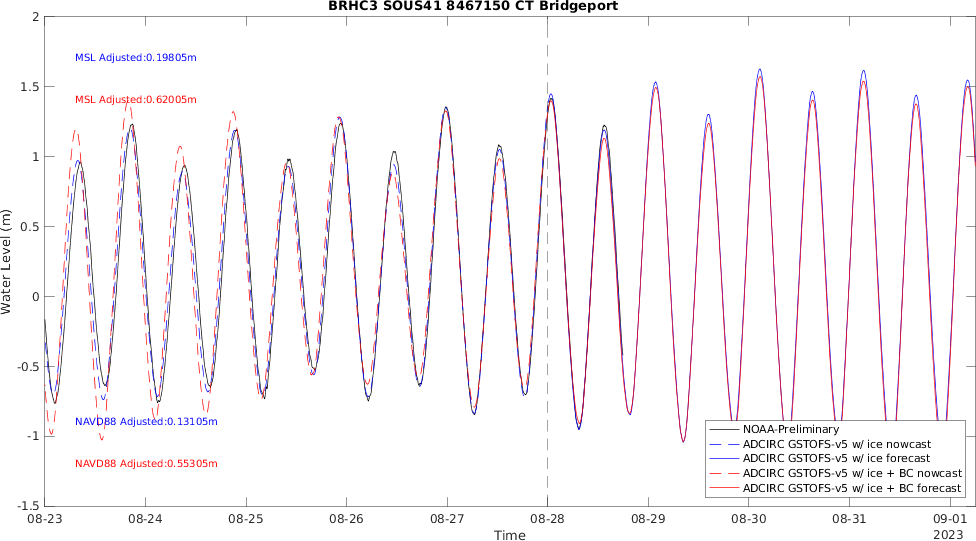 BRHC3 SOUS41 8467150 CT Bridgeport
2
1.5
1
0.5
0
-0.5
-1
-1.5
Water Level (m)
MSL Adjusted:0.19805m
MSL Adjusted:0.62005m
NAVD88 Adjusted:0.13105m
NAVD88 Adjusted:0.55305m
NOAA-Preliminary
ADCIRC GSTOFS-v5 w/ ice nowcast
ADCIRC GSTOFS-v5 w/ ice forecast
ADCIRC GSTOFS-v5 w/ ice + BC nowcast
ADCIRC GSTOFS-v5 w/ ice + BC forecast
08-23 08-24 08-25 08-26 08-27 08-28 08-29 08-30 08-31 09-01
2023
Time